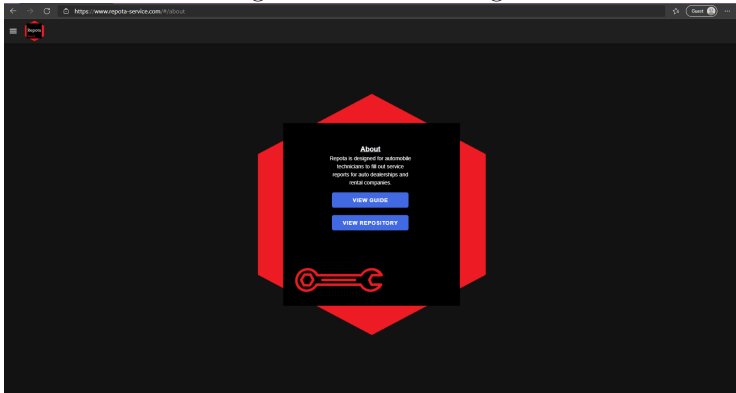 https://www.repota-service.com/#/about
Guest
Repota
About
Repota is designed for automobile
technicians to fill out service
reports for auto dealerships and
rental companies.
VIEW GUIDE
VIEW REPOSITORY